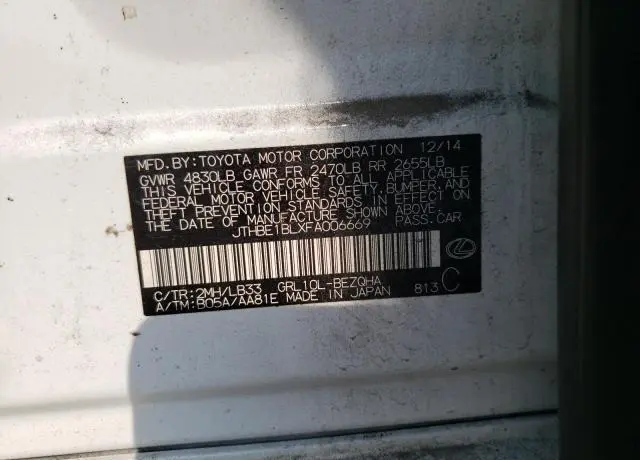 MFD. BY: TOYOTA MOTOR CORPORATION 12/14
GVWR 4830LB GAWR FR 2470LB RR 2655LB
THIS VEHICLE CONFORMS TO ALL APPLICABLE
FEDERAL MOTOR VEHICLE SAFETY, BUMPER, AND
THEFT PREVENTION STANDARDS IN EFFECT ON
THE DATE OF MANUFACTURE SHOWN ABOVE.
JTHBE1BLXFA006669 PASS. CAR
C/TR: 2MH/LB33 GRL10L-BEZQHA
A/TM: B05A/AA81E MADE IN JAPAN 813 C